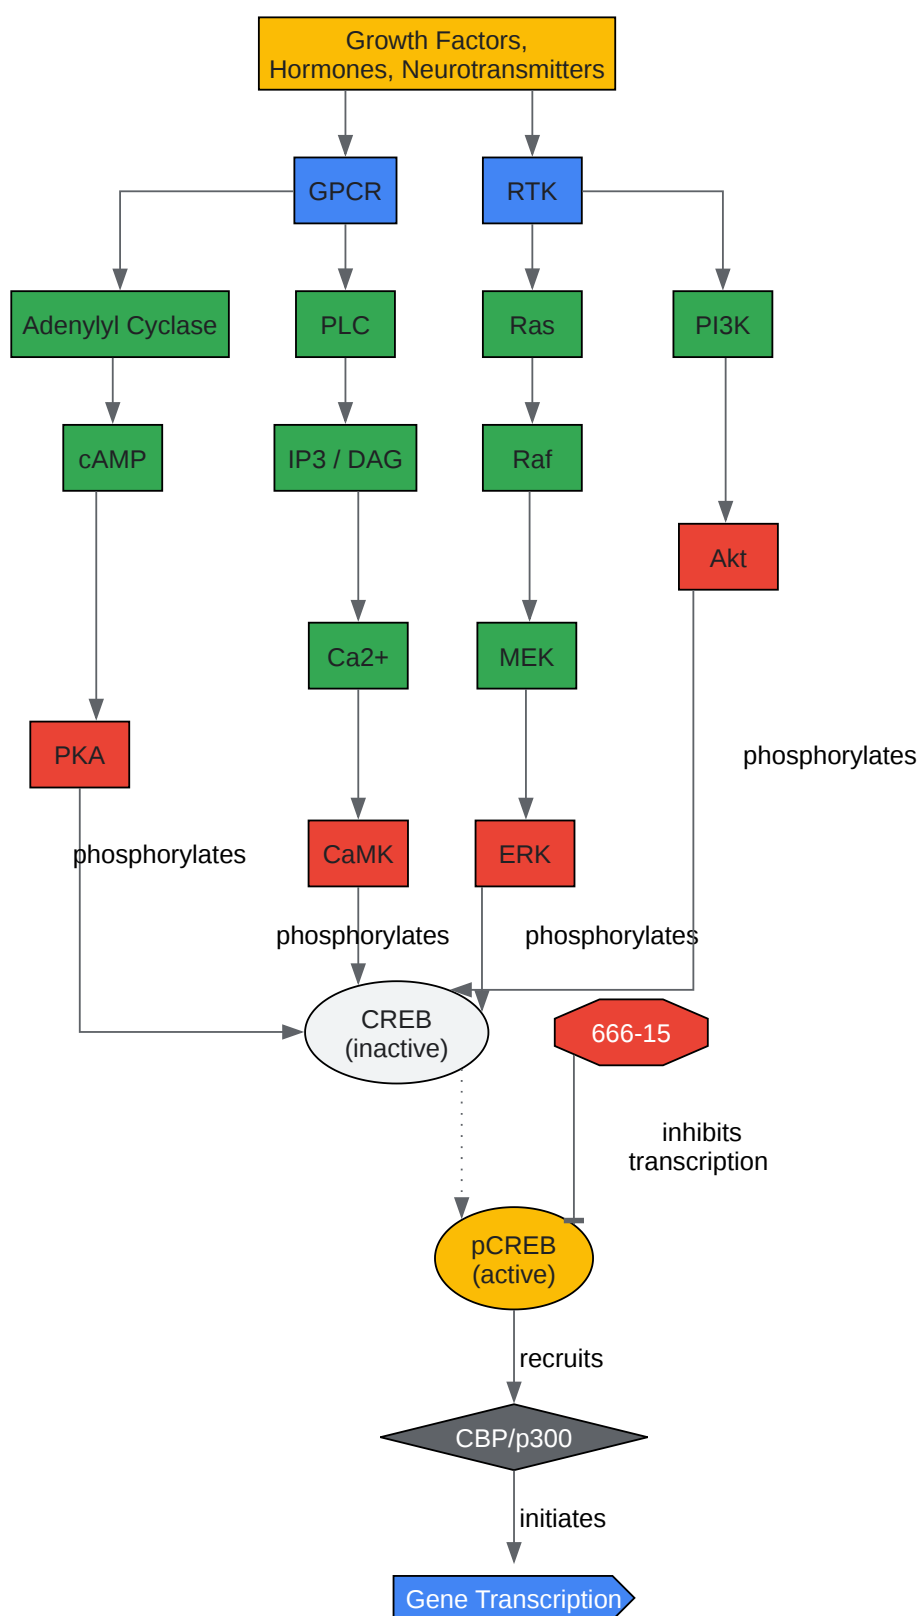 Growth Factors,
Hormones, Neurotransmitters
GPCR
RTK
Adenylyl Cyclase
PLC
Ras
PI3K
cAMP
IP3 / DAG
Raf
Akt
Ca2+
MEK
PKA
phosphorylates
CaMK
ERK
phosphorylates
phosphorylates
phosphorylates
CREB
(inactive)
666-15
inhibits
transcription
pCREB
(active)
recruits
CBP/p300
initiates
Gene Transcription